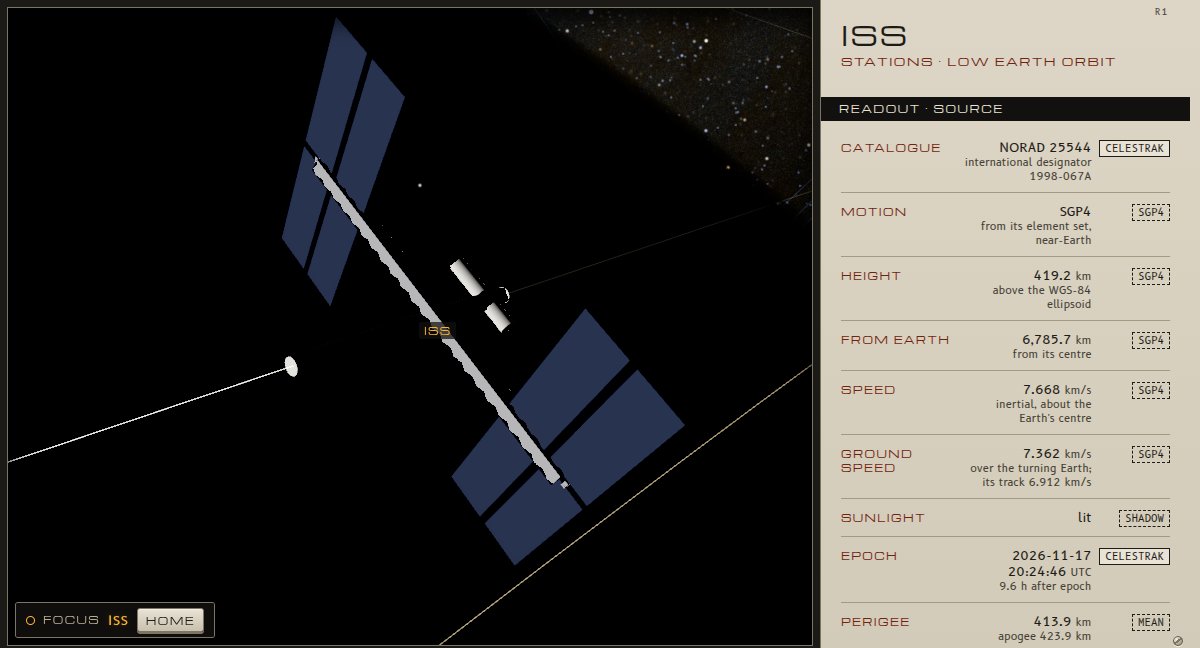 ISS
FOCUS ISS HOME
R1
ISS
STATIONS · LOW EARTH ORBIT
READOUT · SOURCE
CATALOGUE NORAD 25544 CELESTRAK
international designator
1998-067A
MOTION SGP4 SGP4
from its element set,
near-Earth
HEIGHT 419.2 km SGP4
above the WGS-84
ellipsoid
FROM EARTH 6,785.7 km SGP4
from its centre
SPEED 7.668 km/s SGP4
inertial, about the
Earth's centre
GROUND SPEED 7.362 km/s SGP4
over the turning Earth;
its track 6.912 km/s
SUNLIGHT lit SHADOW
EPOCH 2026-11-17 CELESTRAK
20:24:46 UTC
9.6 h after epoch
PERIGEE 413.9 km MEAN
apogee 423.9 km